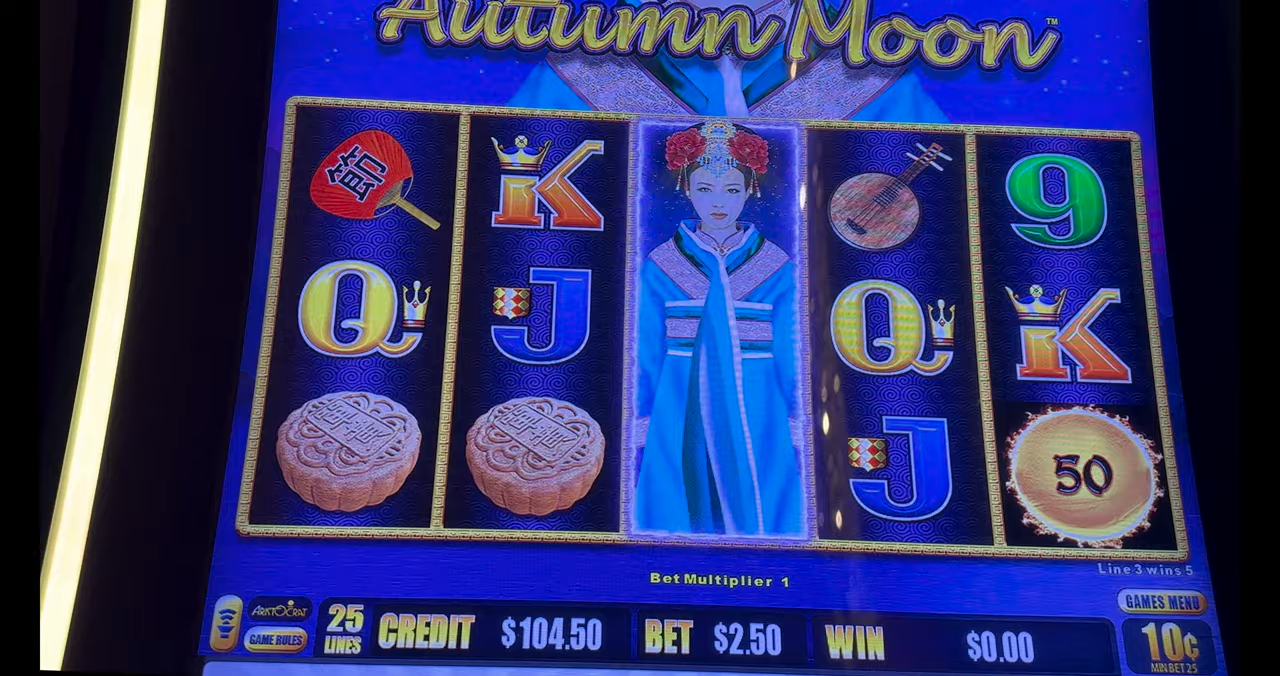 Autumn Moon™
K
9
Q
J
Q
K
J
50
Line 3 wins 5
Bet Multiplier 1
GAMES MENU
ARISTOCRAT
GAME RULES
25
LINES
CREDIT $104.50
BET $2.50
WIN $0.00
10¢
MIN BET 25